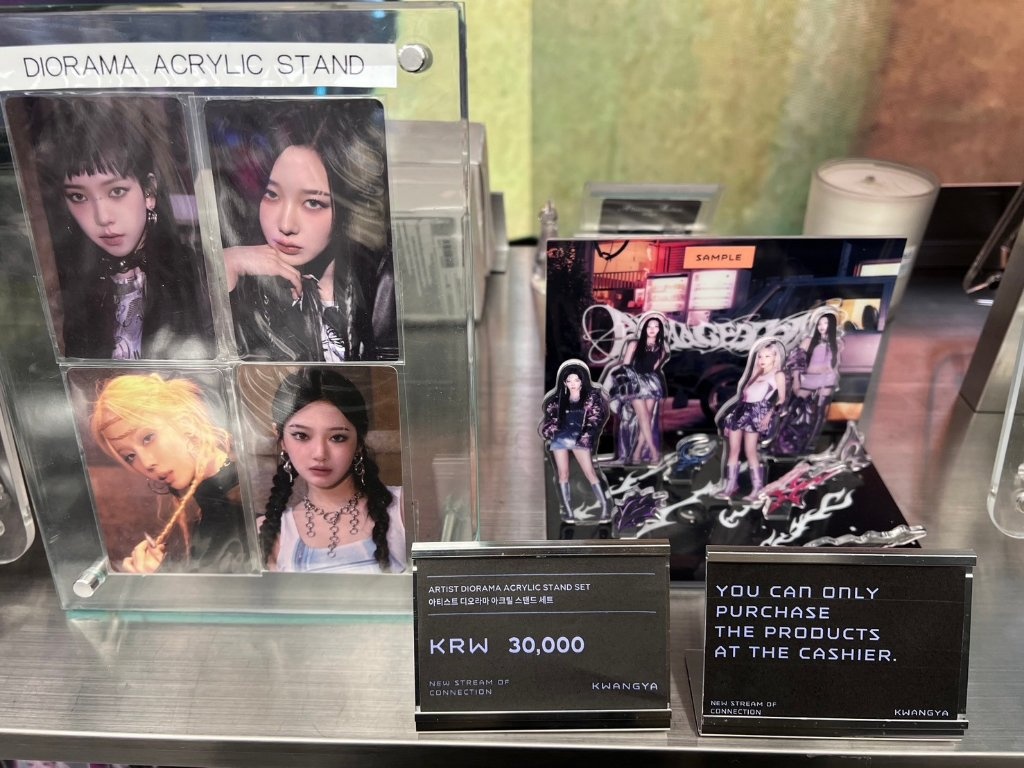 DIORAMA ACRYLIC STAND
SAMPLE
ARTIST DIORAMA ACRYLIC STAND SET
아티스트 디오라마 아크릴 스탠드 세트
KRW 30,000
NEW STREAM OF
CONNECTION
KWANGYA
YOU CAN ONLY
PURCHASE
THE PRODUCTS
AT THE CASHIER.
NEW STREAM OF
CONNECTION
KWANGYA